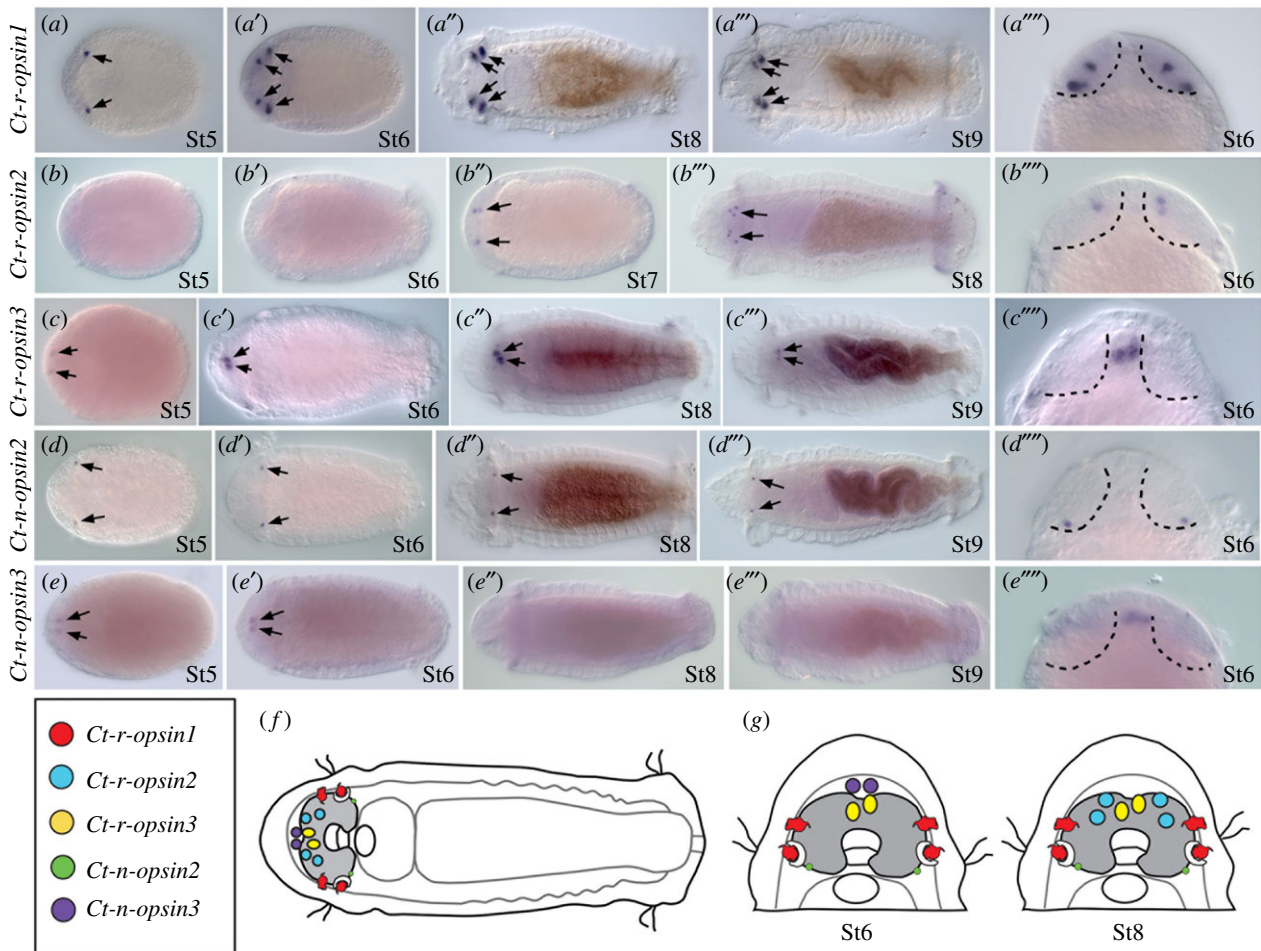 Ct-r-opsin1
(a) St5
(a′) St6
(a″) St8
(a‴) St9
(a⁗) St6
Ct-r-opsin2
(b) St5
(b′) St6
(b″) St7
(b‴) St8
(b⁗) St6
Ct-r-opsin3
(c) St5
(c′) St6
(c″) St8
(c‴) St9
(c⁗) St6
Ct-n-opsin2
(d) St5
(d′) St6
(d″) St8
(d‴) St9
(d⁗) St6
Ct-n-opsin3
(e) St5
(e′) St6
(e″) St8
(e‴) St9
(e⁗) St6
Ct-r-opsin1
Ct-r-opsin2
Ct-r-opsin3
Ct-n-opsin2
Ct-n-opsin3
(f)
(g)
St6
St8